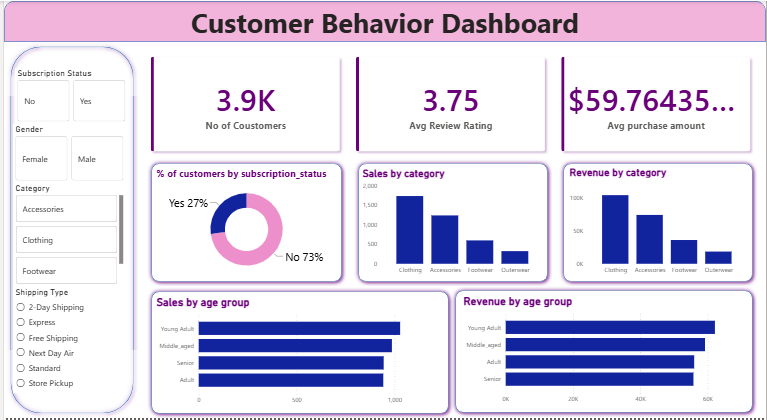 Customer Behavior Dashboard
Subscription Status
No
Yes
Gender
Female
Male
Category
Accessories
Clothing
Footwear
Shipping Type
2-Day Shipping
Express
Free Shipping
Next Day Air
Standard
Store Pickup
3.9K
No of Coustomers
3.75
Avg Review Rating
$59.76435...
Avg purchase amount
% of customers by subscription_status
Yes 27%
No 73%
Sales by category
2,000
1,500
1,000
500
0
Clothing
Accessories
Footwear
Outerwear
Revenue by category
100K
50K
0K
Clothing
Accessories
Footwear
Outerwear
Sales by age group
Young Adult
Middle_aged
Senior
Adult
0
500
1,000
Revenue by age group
Young Adult
Middle_aged
Adult
Senior
0K
20K
40K
60K